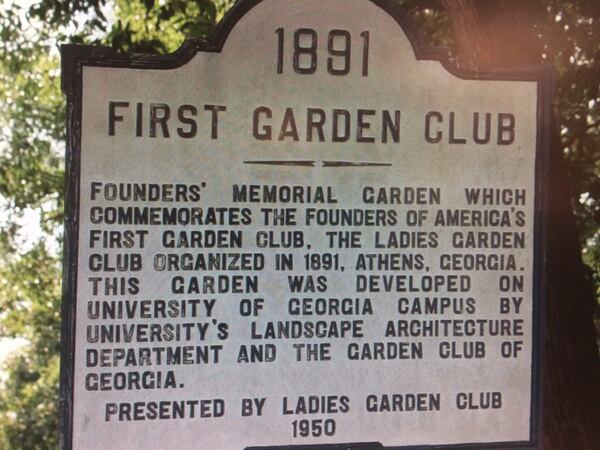 1891
FIRST GARDEN CLUB
FOUNDERS' MEMORIAL GARDEN WHICH
COMMEMORATES THE FOUNDERS OF AMERICA'S
FIRST GARDEN CLUB, THE LADIES GARDEN
CLUB ORGANIZED IN 1891, ATHENS, GEORGIA.
THIS GARDEN WAS DEVELOPED ON
UNIVERSITY OF GEORGIA CAMPUS BY
UNIVERSITY'S LANDSCAPE ARCHITECTURE
DEPARTMENT AND THE GARDEN CLUB OF
GEORGIA.
PRESENTED BY LADIES GARDEN CLUB
1950